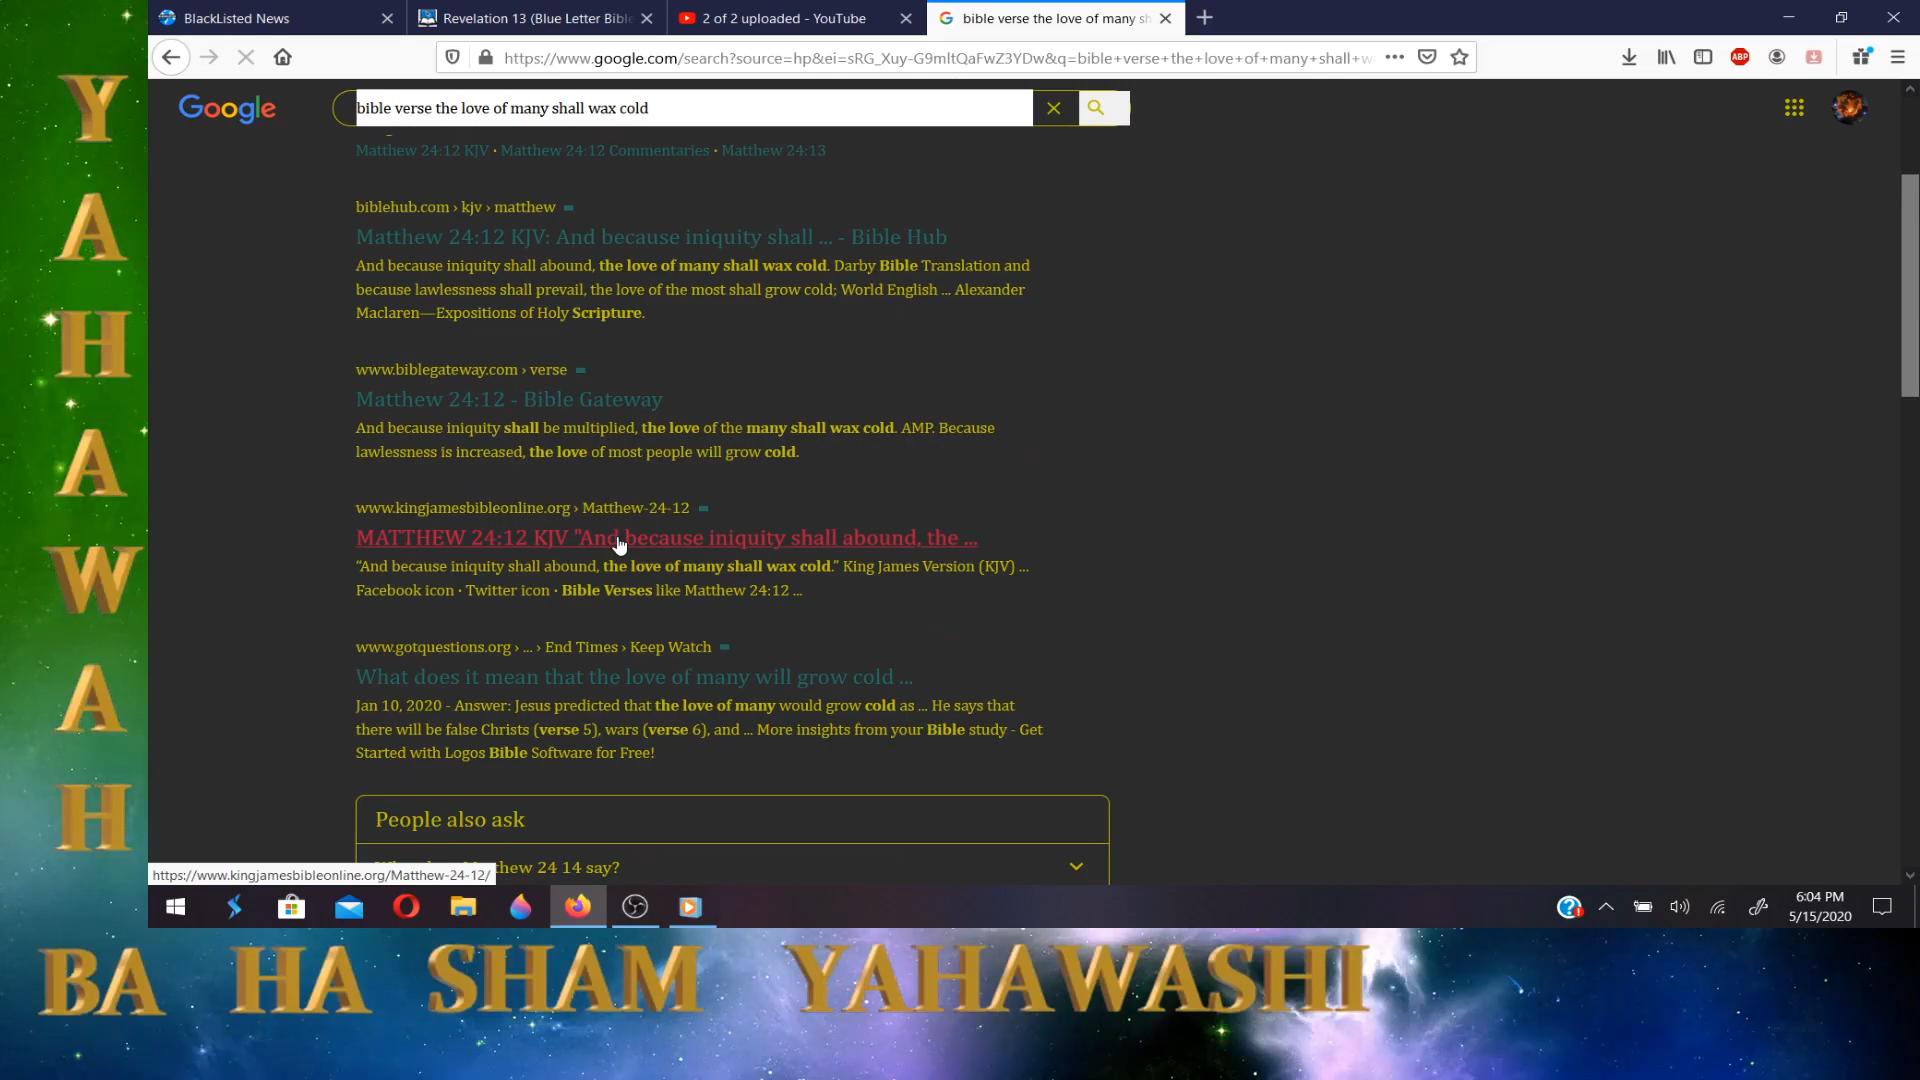 YAHAWAH
BlackListed News
Revelation 13 (Blue Letter Bible
2 of 2 uploaded - YouTube
bible verse the love of many sh
https://www.google.com/search?source=hp&ei=sRG_Xuy-G9mltQaFwZ3YDw&q=bible+verse+the+love+of+many+shall+w
ABP
Google
bible verse the love of many shall wax cold
Matthew 24:12 KJV · Matthew 24:12 Commentaries · Matthew 24:13
biblehub.com › kjv › matthew
Matthew 24:12 KJV: And because iniquity shall ... - Bible Hub
And because iniquity shall abound, the love of many shall wax cold. Darby Bible Translation and
because lawlessness shall prevail, the love of the most shall grow cold; World English ... Alexander
Maclaren—Expositions of Holy Scripture.
www.biblegateway.com › verse
Matthew 24:12 - Bible Gateway
And because iniquity shall be multiplied, the love of the many shall wax cold. AMP. Because
lawlessness is increased, the love of most people will grow cold.
www.kingjamesbibleonline.org › Matthew-24-12
MATTHEW 24:12 KJV "And because iniquity shall abound, the ...
“And because iniquity shall abound, the love of many shall wax cold.” King James Version (KJV) ...
Facebook icon · Twitter icon · Bible Verses like Matthew 24:12 ...
www.gotquestions.org › ... › End Times › Keep Watch
What does it mean that the love of many will grow cold ...
Jan 10, 2020 - Answer: Jesus predicted that the love of many would grow cold as ... He says that
there will be false Christs (verse 5), wars (verse 6), and ... More insights from your Bible study - Get
Started with Logos Bible Software for Free!
People also ask
thew 24 14 say?
https://www.kingjamesbibleonline.org/Matthew-24-12/
6:04 PM
5/15/2020
BA HA SHAM YAHAWASHI